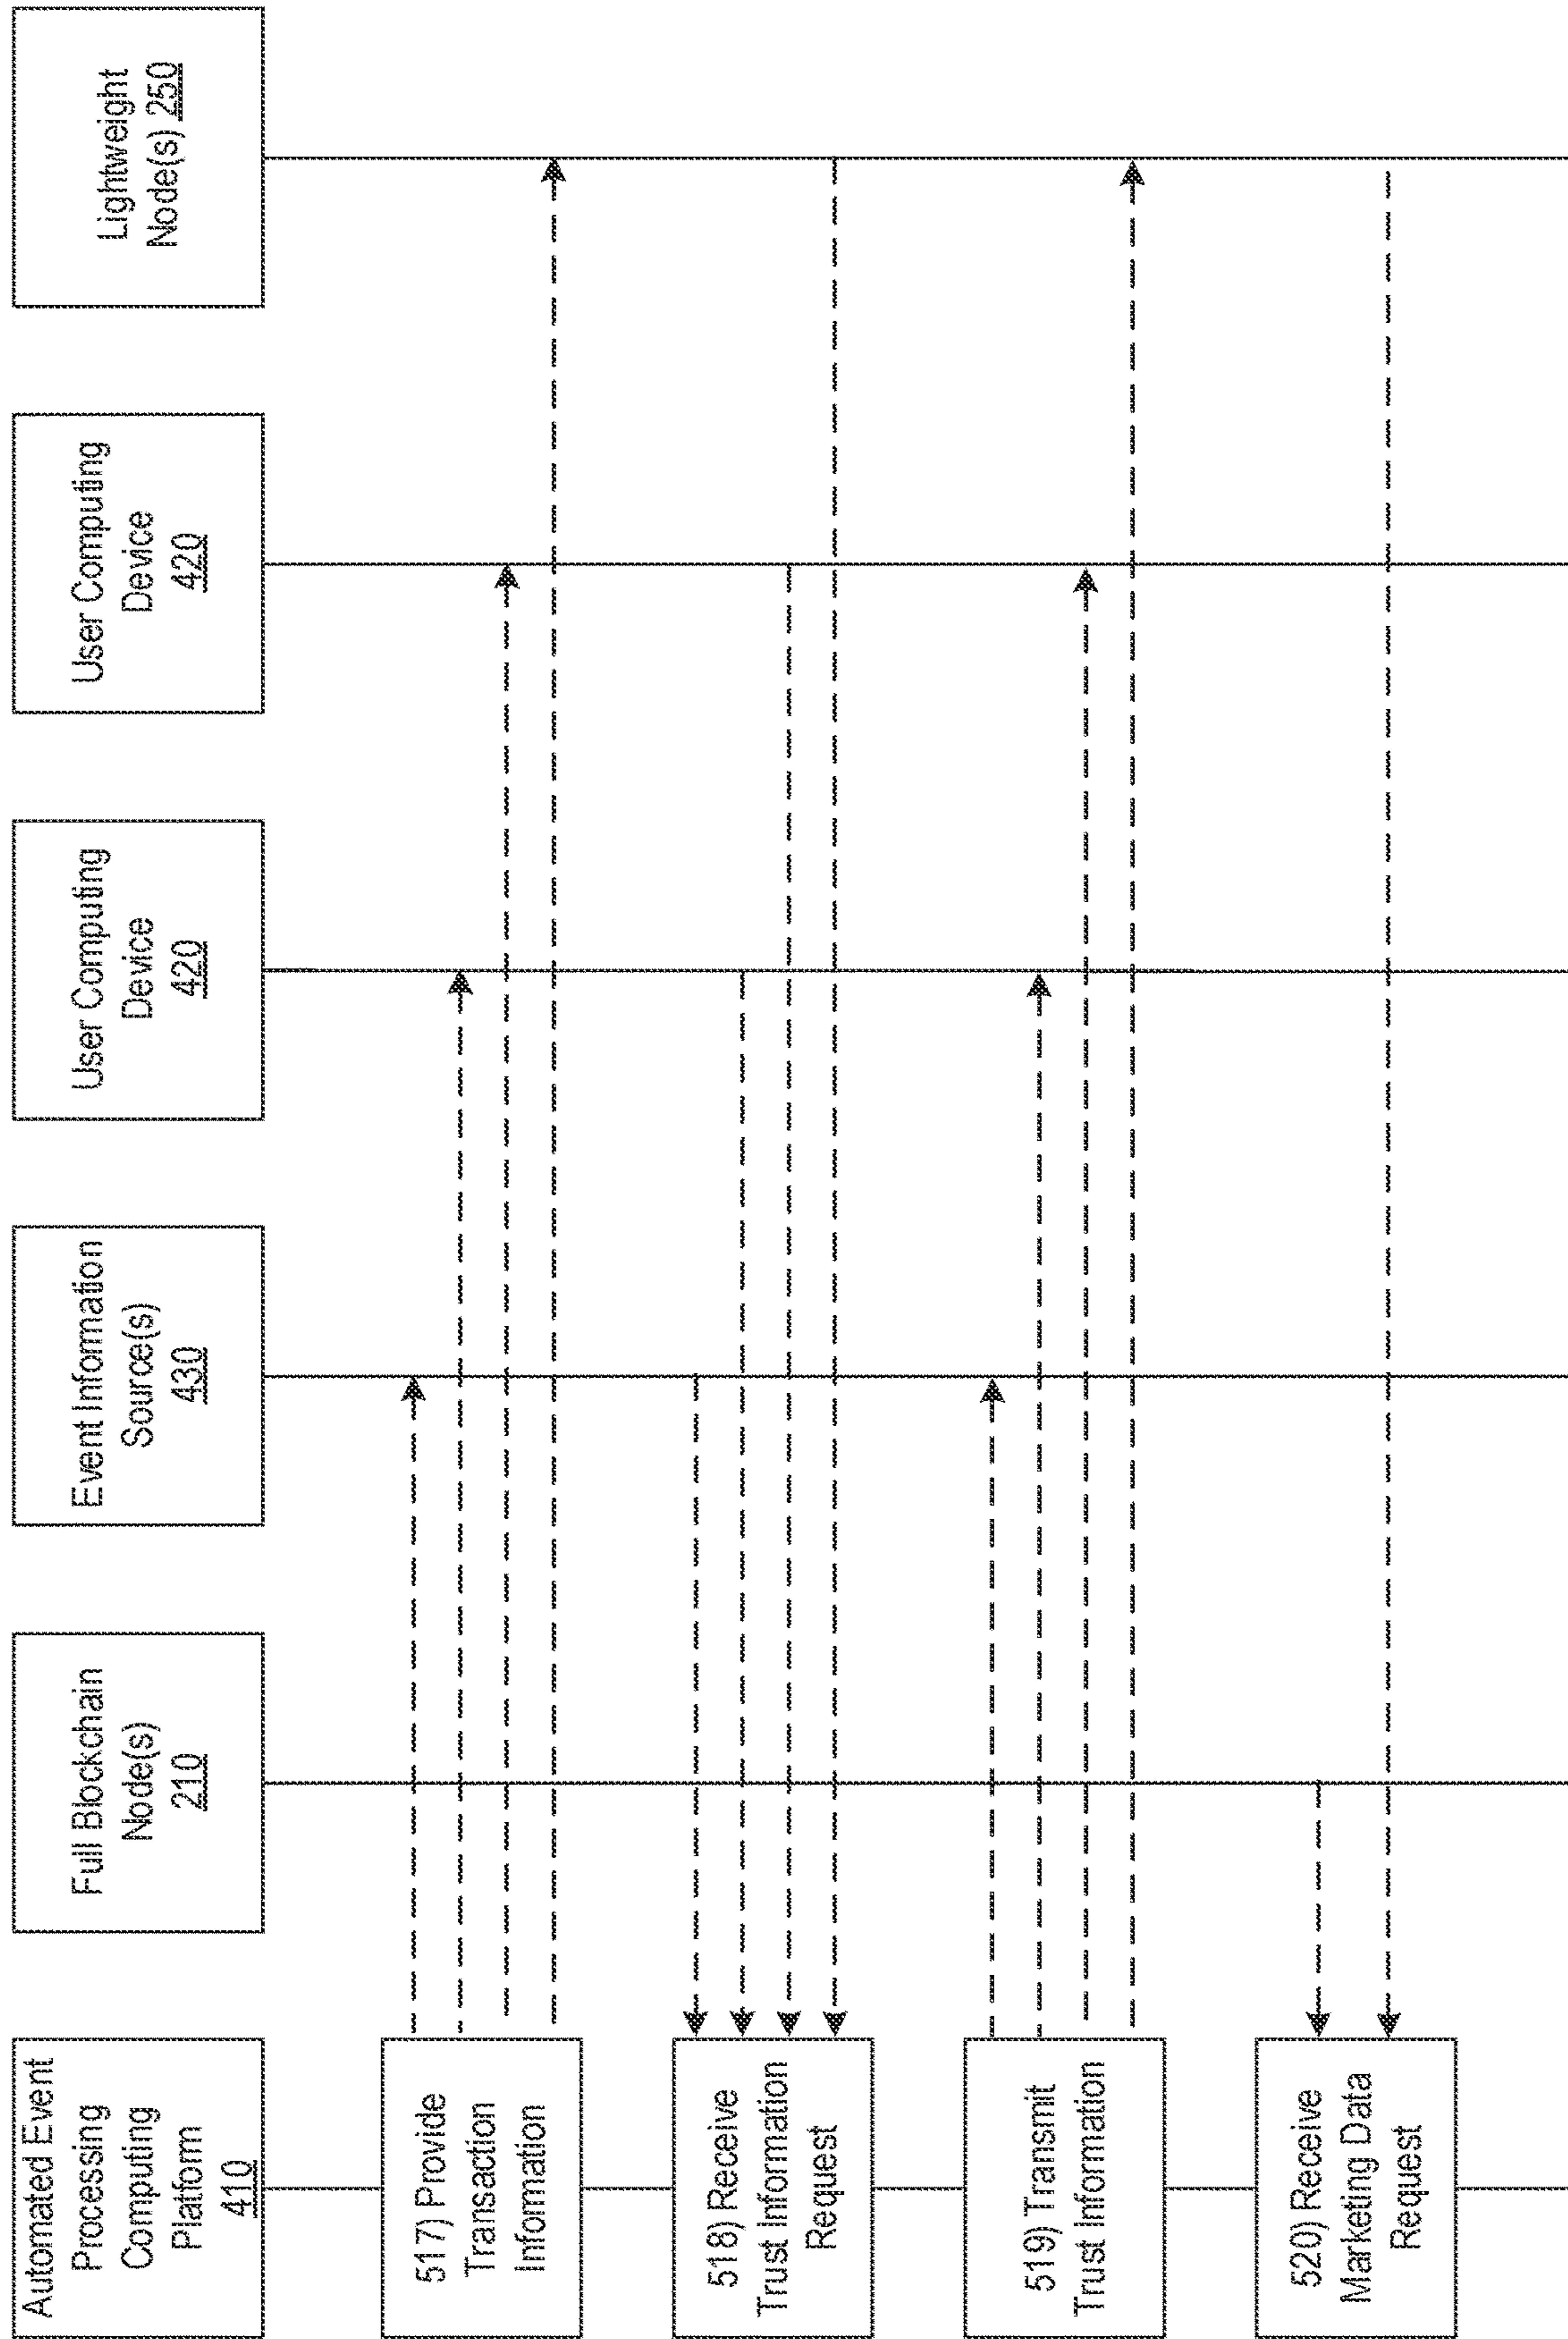 Automated Event
Processing
Computing
Platform
410
Full Blockchain
Node(s)
210
Event Information
Source(s)
430
User Computing
Device
420
User Computing
Device
420
Lightweight
Node(s) 250
517) Provide
Transaction
Information
518) Receive
Trust Information
Request
519) Transmit
Trust Information
520) Receive
Marketing Data
Request